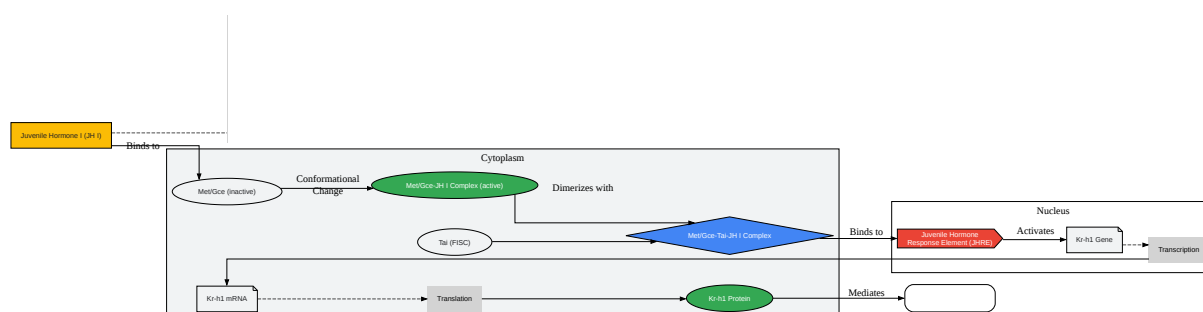 Juvenile Hormone I (JH I)
Binds to
Cytoplasm
Met/Gce (inactive)
Conformational
Change
Met/Gce-JH I Complex (active)
Dimerizes with
Tai (FISC)
Met/Gce-Tai-JH I Complex
Binds to
Nucleus
Juvenile Hormone
Response Element (JHRE)
Activates
Kr-h1 Gene
Transcription
Kr-h1 mRNA
Translation
Kr-h1 Protein
Mediates